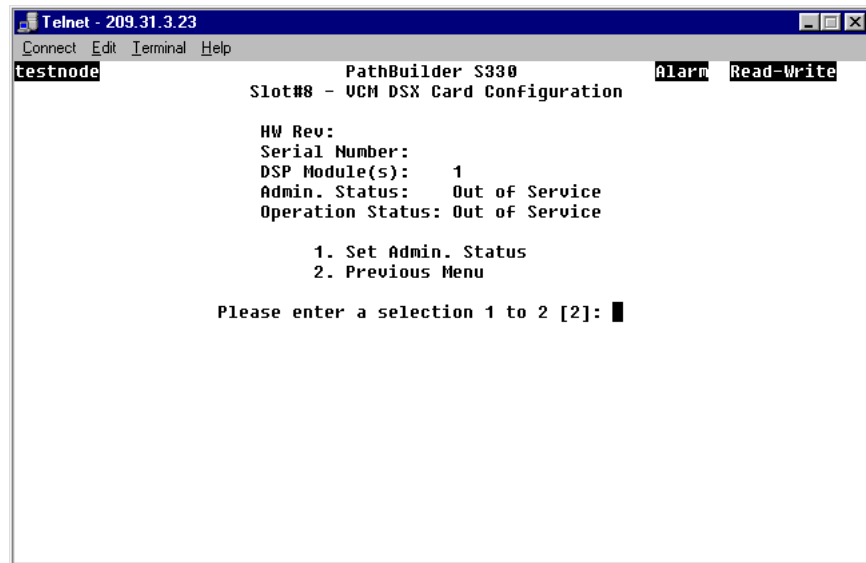 Telnet - 209.31.3.23
Connect Edit Terminal Help
testnode PathBuilder S330 Alarm Read-Write
Slot#8 - VCM DSX Card Configuration
HW Rev:
Serial Number:
DSP Module(s): 1
Admin. Status: Out of Service
Operation Status: Out of Service
1. Set Admin. Status
2. Previous Menu
Please enter a selection 1 to 2 [2]: